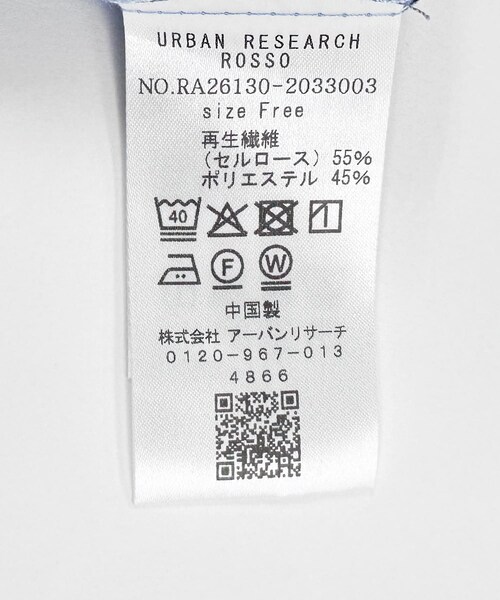 URBAN RESEARCH
ROSSO
NO.RA26130-2033003
size Free
再生繊維
(セルロース) 55%
ポリエステル 45%
40
F W
中国製
株式会社 アーバンリサーチ
0120-967-013
4866